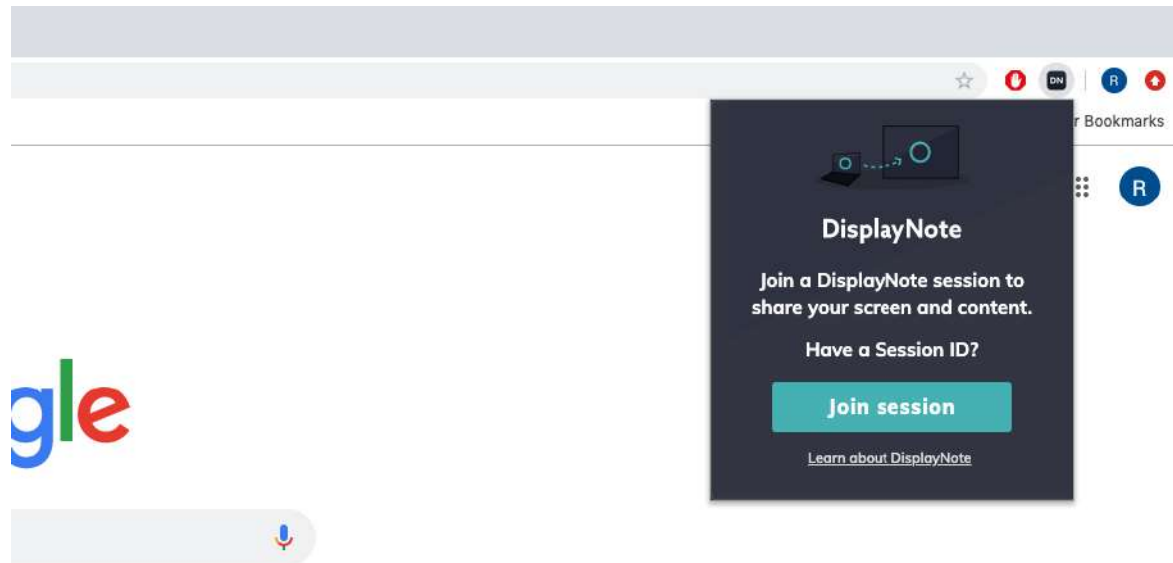 DN
R
r Bookmarks
R
DisplayNote
Join a DisplayNote session to
share your screen and content.
Have a Session ID?
Join session
Learn about DisplayNote
gle